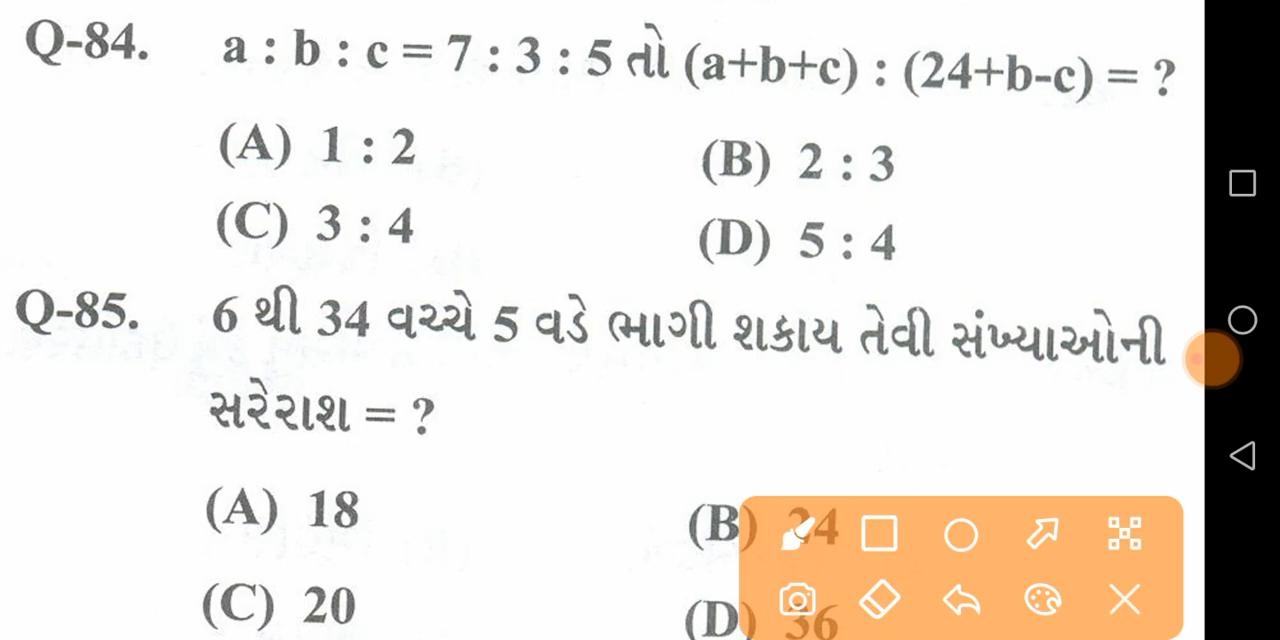 Q-84. a : b : c = 7 : 3 : 5 તો (a+b+c) : (24+b-c) = ?
(A) 1 : 2 (B) 2 : 3
(C) 3 : 4 (D) 5 : 4
Q-85. 6 થી 34 વચ્ચે 5 વડે ભાગી શકાય તેવી સંખ્યાઓની
સરેરાશ = ?
(A) 18 (B) 24
(C) 20 (D) 36